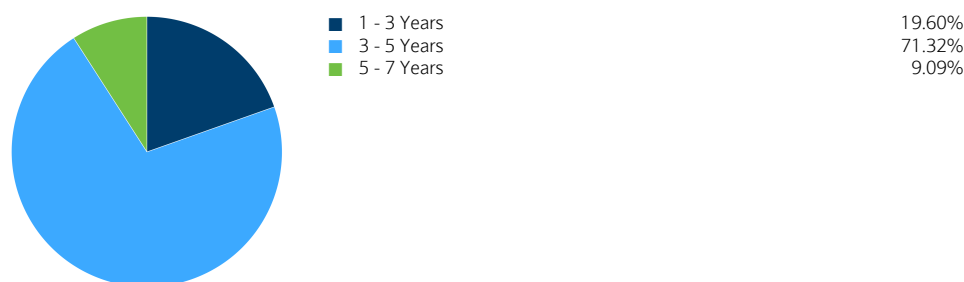 1 - 3 Years 19.60%
3 - 5 Years 71.32%
5 - 7 Years 9.09%